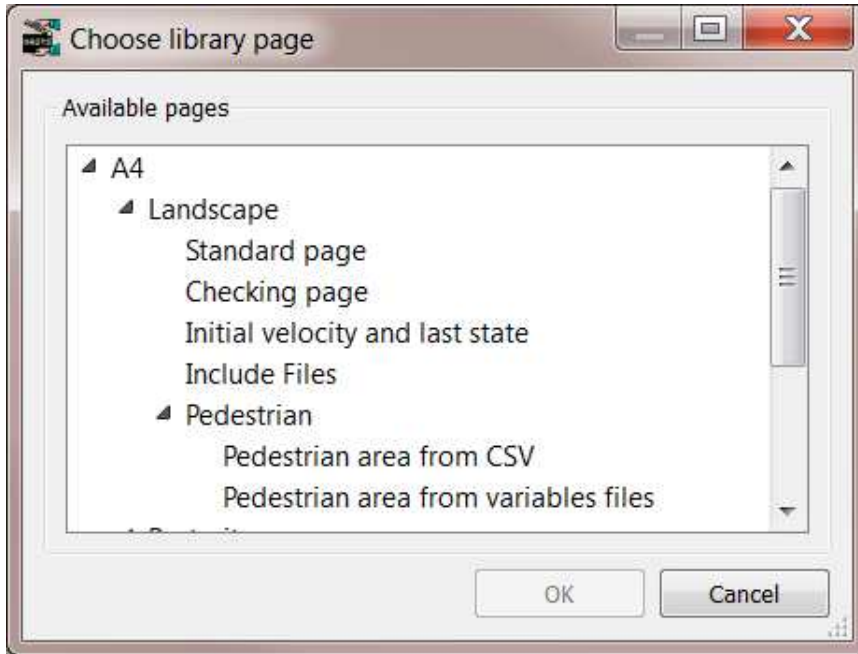 Choose library page
Available pages
A4
Landscape
Standard page
Checking page
Initial velocity and last state
Include Files
Pedestrian
Pedestrian area from CSV
Pedestrian area from variables files
OK
Cancel